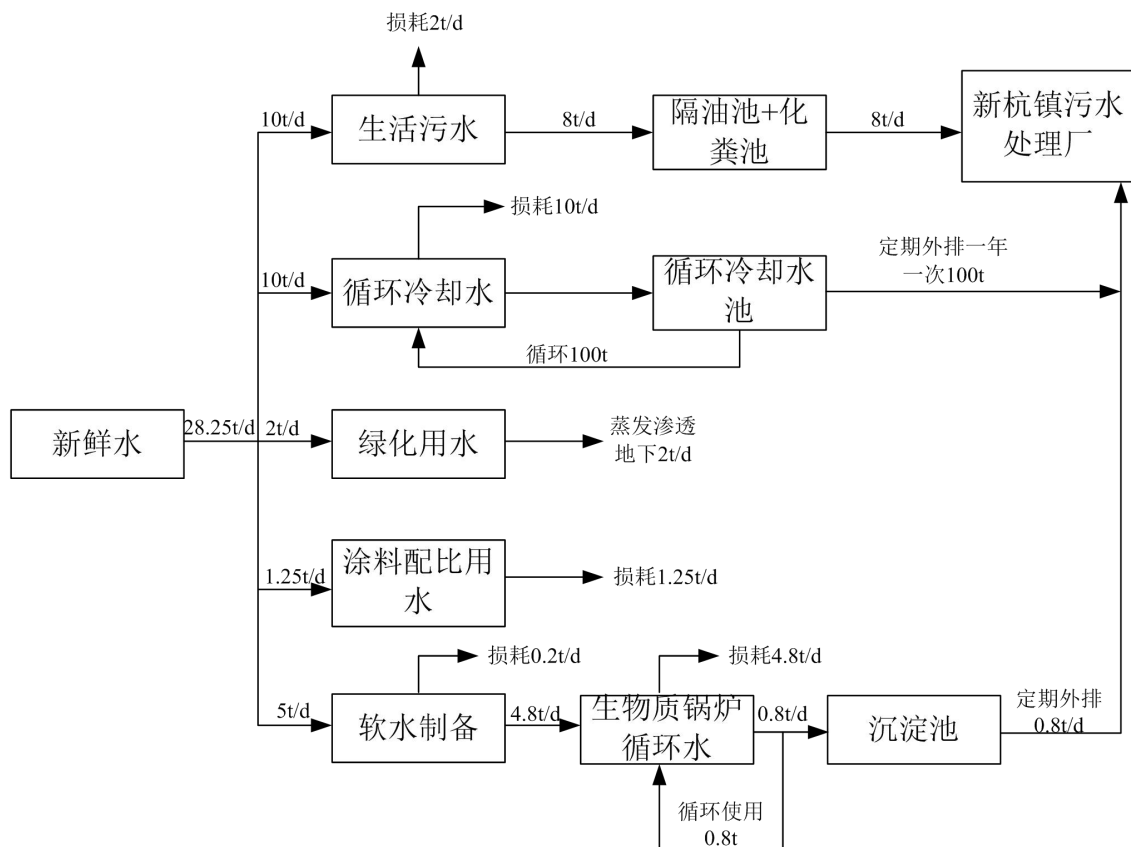 损耗2t/d
10t/d
生活污水
8t/d
隔油池+化
粪池
8t/d
新杭镇污水
处理厂
损耗10t/d
10t/d
循环冷却水
循环冷却水
池
定期外排一年
一次100t
循环100t
新鲜水
28.25t/d
2t/d
绿化用水
蒸发渗透
地下2t/d
1.25t/d
涂料配比用
水
损耗1.25t/d
损耗0.2t/d
损耗4.8t/d
5t/d
软水制备
4.8t/d
生物质锅炉
循环水
0.8t/d
沉淀池
定期外排
0.8t/d
循环使用
0.8t